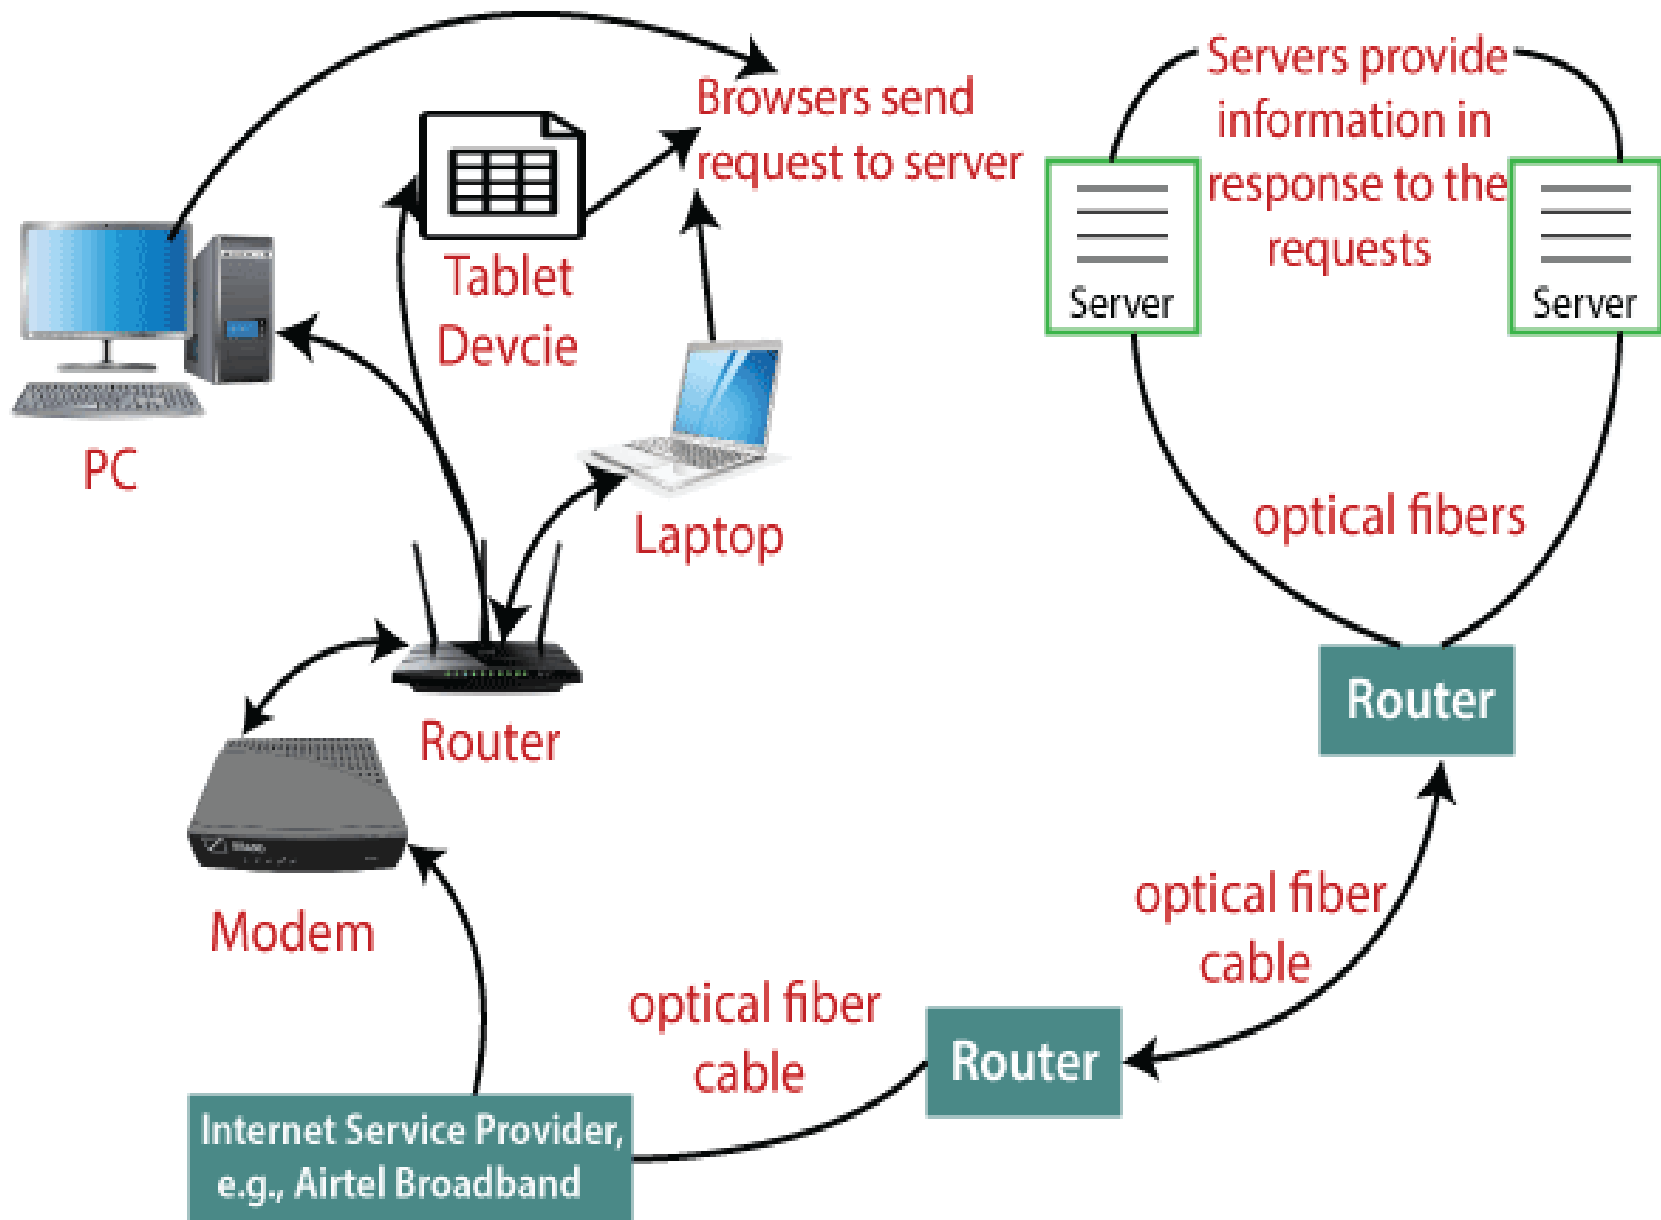 Browsers send
request to server
Servers provide
information in
response to the
requests
Server
Server
Tablet
Devcie
PC
Laptop
optical fibers
Router
Router
Modem
optical fiber
cable
optical fiber
cable
Router
Internet Service Provider,
e.g., Airtel Broadband